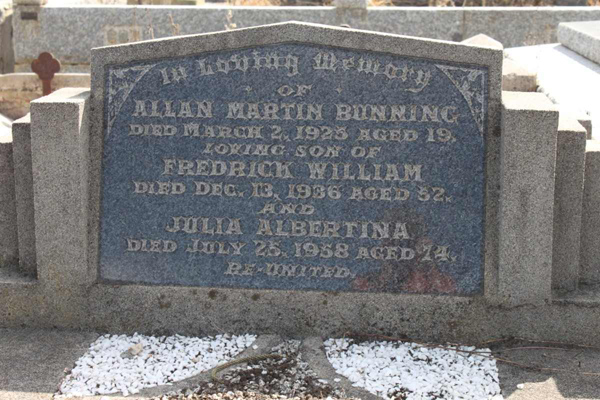 In Loving Memory
OF
ALLAN MARTIN BUNNING
DIED MARCH 2, 1925 AGED 19.
LOVING SON OF
FREDRICK WILLIAM
DIED DEC. 13, 1936 AGED 52.
AND
JULIA ALBERTINA
DIED JULY 25, 1958 AGED 74.
RE-UNITED.